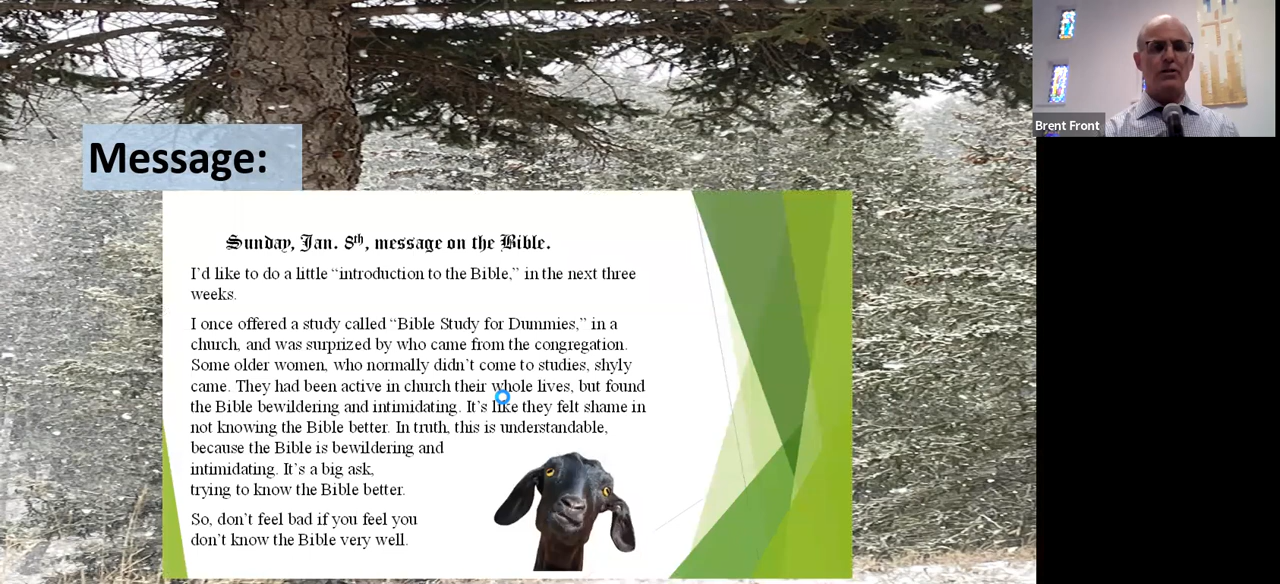 Message:
Brent Front
Sunday, Jan. 8th, message on the Bible.
I'd like to do a little “introduction to the Bible,” in the next three
weeks.
I once offered a study called “Bible Study for Dummies,” in a
church, and was surprized by who came from the congregation.
Some older women, who normally didn't come to studies, shyly
came. They had been active in church their whole lives, but found
the Bible bewildering and intimidating. It's like they felt shame in
not knowing the Bible better. In truth, this is understandable,
because the Bible is bewildering and
intimidating. It's a big ask,
trying to know the Bible better.
So, don't feel bad if you feel you
don't know the Bible very well.